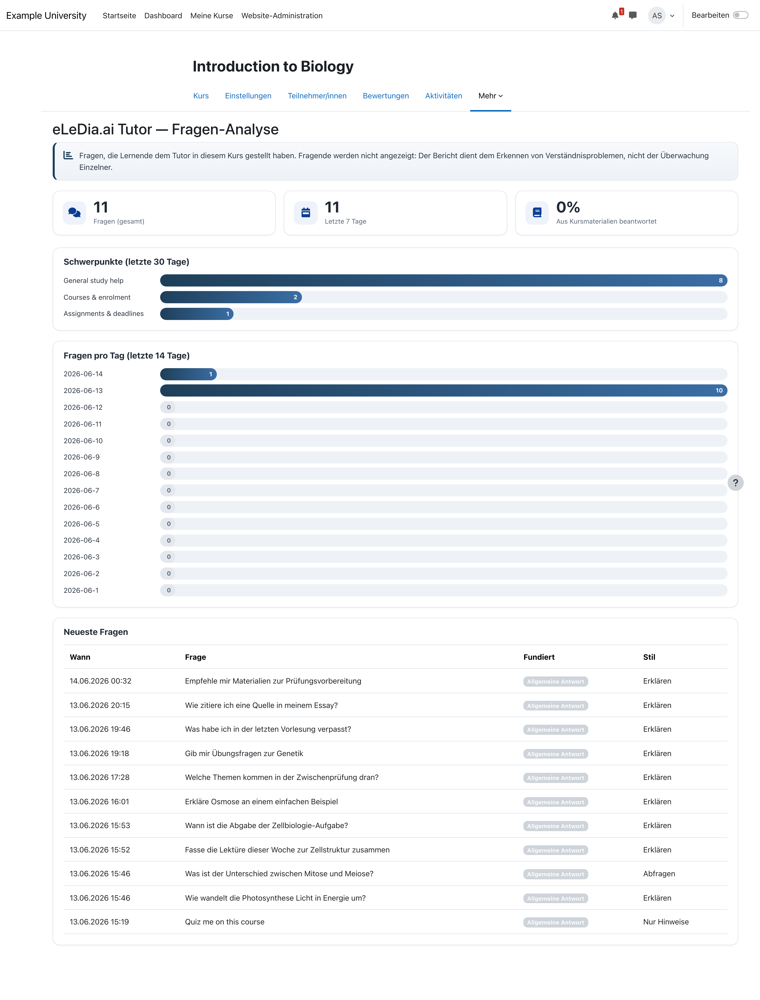 Example University
Startseite
Dashboard
Meine Kurse
Website-Administration
1
AS
Bearbeiten
Introduction to Biology
Kurs
Einstellungen
Teilnehmer/innen
Bewertungen
Aktivitäten
Mehr
eLeDia.ai Tutor — Fragen-Analyse
Fragen, die Lernende dem Tutor in diesem Kurs gestellt haben. Fragende werden nicht angezeigt: Der Bericht dient dem Erkennen von Verständnisproblemen, nicht der Überwachung
Einzelner.
11
Fragen (gesamt)
11
Letzte 7 Tage
0%
Aus Kursmaterialien beantwortet
Schwerpunkte (letzte 30 Tage)
General study help 8
Courses & enrolment 2
Assignments & deadlines 1
Fragen pro Tag (letzte 14 Tage)
2026-06-14 1
2026-06-13 10
2026-06-12 0
2026-06-11 0
2026-06-10 0
2026-06-9 0
2026-06-8 0
2026-06-7 0
?
2026-06-6 0
2026-06-5 0
2026-06-4 0
2026-06-3 0
2026-06-2 0
2026-06-1 0
Neueste Fragen
Wann Frage Fundiert Stil
14.06.2026 00:32 Empfehle mir Materialien zur Prüfungsvorbereitung Allgemeine Antwort Erklären
13.06.2026 20:15 Wie zitiere ich eine Quelle in meinem Essay? Allgemeine Antwort Erklären
13.06.2026 19:46 Was habe ich in der letzten Vorlesung verpasst? Allgemeine Antwort Erklären
13.06.2026 19:18 Gib mir Übungsfragen zur Genetik Allgemeine Antwort Erklären
13.06.2026 17:28 Welche Themen kommen in der Zwischenprüfung dran? Allgemeine Antwort Erklären
13.06.2026 16:01 Erkläre Osmose an einem einfachen Beispiel Allgemeine Antwort Erklären
13.06.2026 15:53 Wann ist die Abgabe der Zellbiologie-Aufgabe? Allgemeine Antwort Erklären
13.06.2026 15:52 Fasse die Lektüre dieser Woche zur Zellstruktur zusammen Allgemeine Antwort Erklären
13.06.2026 15:46 Was ist der Unterschied zwischen Mitose und Meiose? Allgemeine Antwort Abfragen
13.06.2026 15:46 Wie wandelt die Photosynthese Licht in Energie um? Allgemeine Antwort Erklären
13.06.2026 15:19 Quiz me on this course Allgemeine Antwort Nur Hinweise